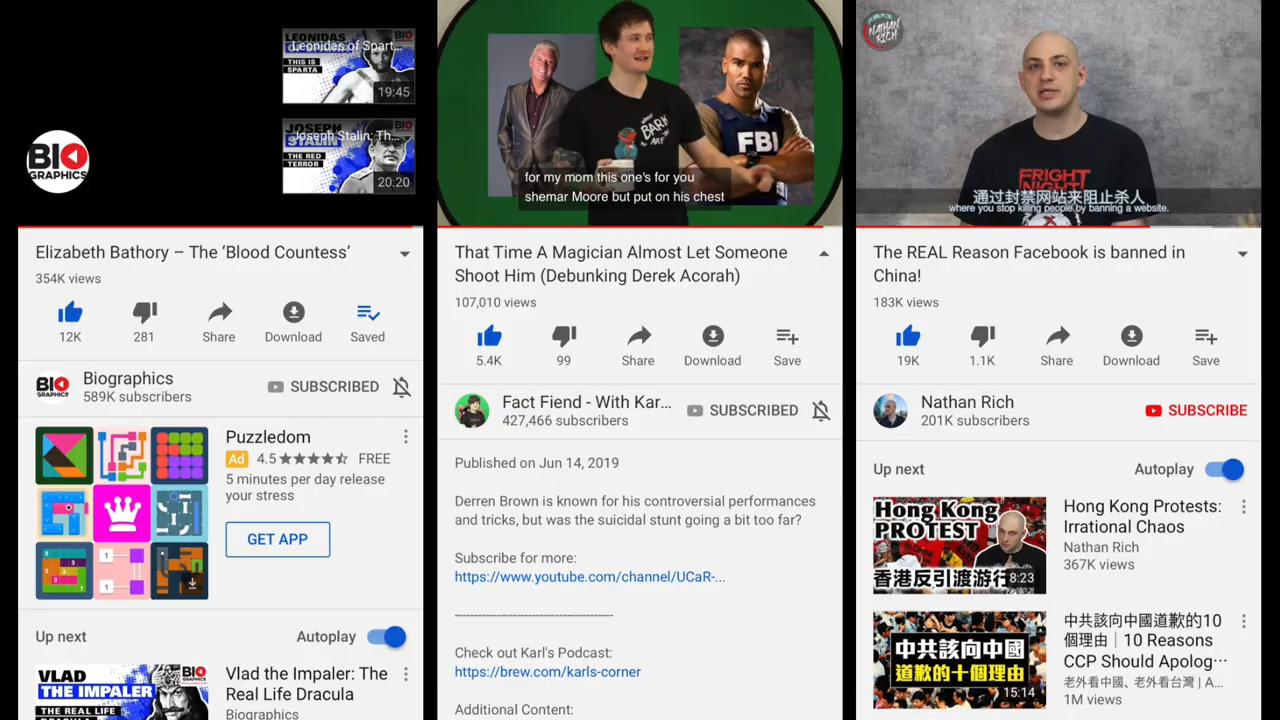 LEONIDAS
Leonidas of Spart...
THIS IS
SPARTA
19:45
BIO
JOSEPH
STALIN
Joseph Stalin: Th...
THE RED
TERROR
20:20
BIO
GRAPHICS
Elizabeth Bathory – The ‘Blood Countess’
354K views
12K
281
Share
Download
Saved
BIO
GRAPHICS
Biographics
589K subscribers
SUBSCRIBED
Puzzledom
Ad 4.5 FREE
5 minutes per day release
your stress
GET APP
Up next
Autoplay
VLAD
THE IMPALER
THE REAL LIFE
DRACULA
BIO
Vlad the Impaler: The
Real Life Dracula
Biographics
BARK
FBI
for my mom this one's for you
shemar Moore but put on his chest
That Time A Magician Almost Let Someone
Shoot Him (Debunking Derek Acorah)
107,010 views
5.4K
99
Share
Download
Save
Fact Fiend - With Kar...
427,466 subscribers
SUBSCRIBED
Published on Jun 14, 2019
Derren Brown is known for his controversial performances
and tricks, but was the suicidal stunt going a bit too far?
Subscribe for more:
https://www.youtube.com/channel/UCaR-...
----------------------------------------
Check out Karl's Podcast:
https://brew.com/karls-corner
Additional Content:
NATHAN
RICH
FRIGHT
NIGHT
通过封禁网站来阻止杀人
where you stop killing people by banning a website.
The REAL Reason Facebook is banned in
China!
183K views
19K
1.1K
Share
Download
Save
Nathan Rich
201K subscribers
SUBSCRIBE
Up next
Autoplay
Hong Kong
PROTEST
香港反引渡游行
8:23
Hong Kong Protests:
Irrational Chaos
Nathan Rich
367K views
中共該向中國
道歉的十個理由
15:14
中共該向中國道歉的10
個理由｜10 Reasons
CCP Should Apolog...
老外看中國、老外看台灣 | A...
1M views